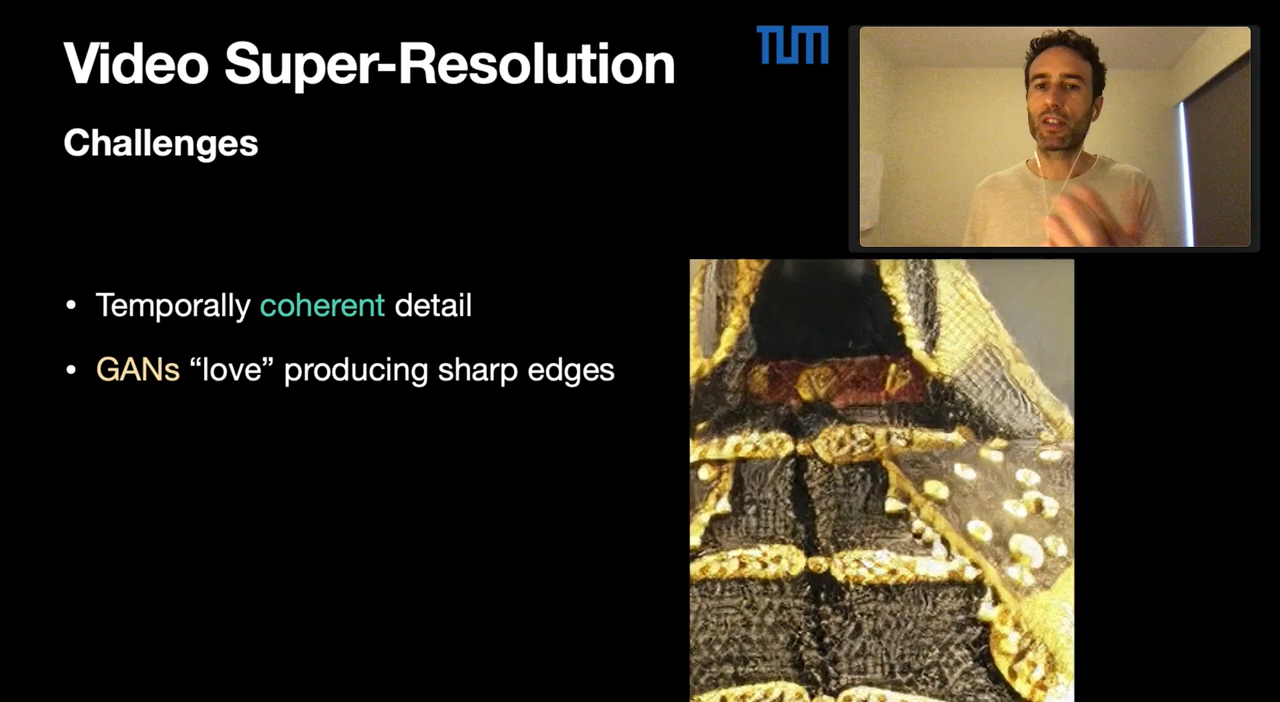 Video Super-Resolution
TUM
Challenges
• Temporally coherent detail
• GANs “love” producing sharp edges